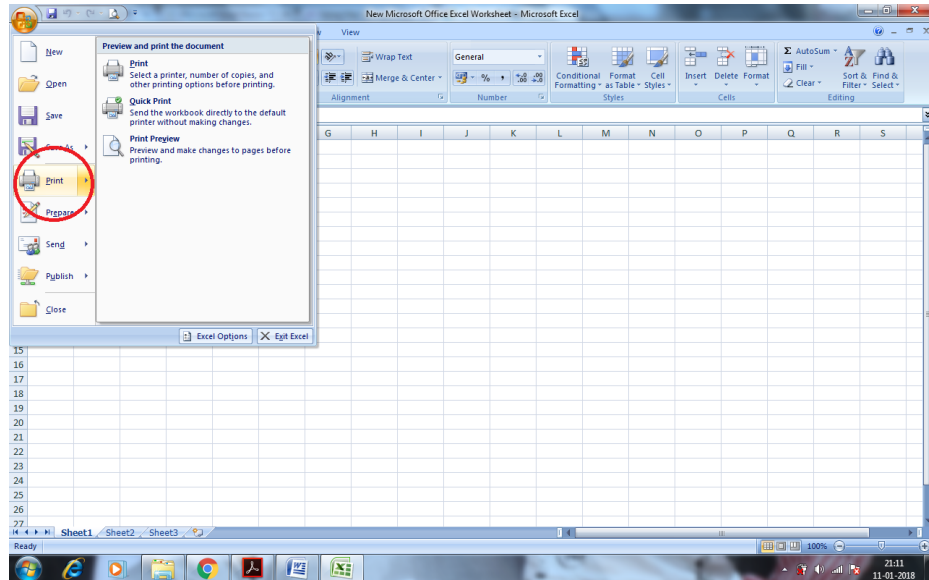 New Microsoft Office Excel Worksheet - Microsoft Excel
View
New
Open
Save
Save As
Print
Prepare
Send
Publish
Close
Preview and print the document
Print
Select a printer, number of copies, and
other printing options before printing.
Quick Print
Send the workbook directly to the default
printer without making changes.
Print Preview
Preview and make changes to pages before
printing.
Excel Options
Exit Excel
Wrap Text
Merge & Center
Alignment
General
%
Number
Conditional Formatting
Format as Table
Cell Styles
Styles
Insert
Delete
Format
Cells
Σ AutoSum
Fill
Clear
Sort & Filter
Find & Select
Editing
G H I J K L M N O P Q R S
15
16
17
18
19
20
21
22
23
24
25
26
27
Sheet1 Sheet2 Sheet3
Ready
100%
21:11
11-01-2018